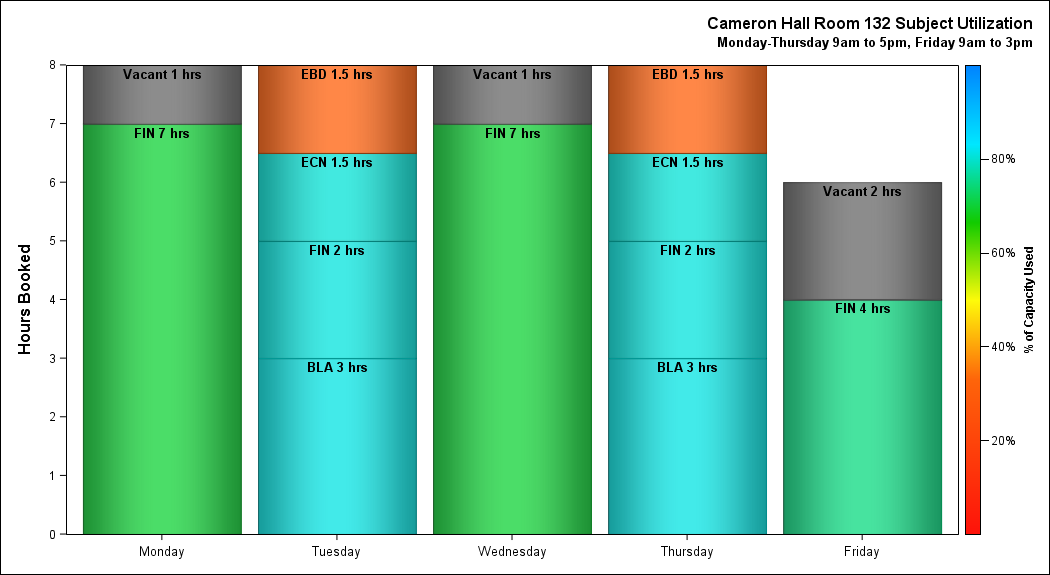 Cameron Hall Room 132 Subject Utilization
Monday-Thursday 9am to 5pm, Friday 9am to 3pm
Hours Booked
8
7
6
5
4
3
2
1
0
Vacant 1 hrs
FIN 7 hrs
EBD 1.5 hrs
ECN 1.5 hrs
FIN 2 hrs
BLA 3 hrs
Vacant 1 hrs
FIN 7 hrs
EBD 1.5 hrs
ECN 1.5 hrs
FIN 2 hrs
BLA 3 hrs
Vacant 2 hrs
FIN 4 hrs
Monday
Tuesday
Wednesday
Thursday
Friday
80%
60%
40%
20%
% of Capacity Used